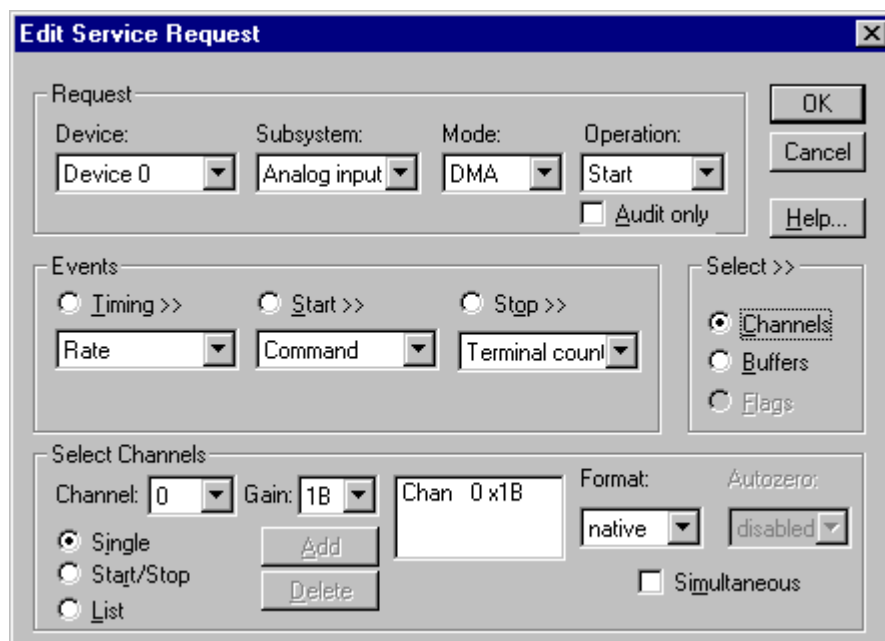 Edit Service Request
Request
OK
Device: Subsystem: Mode: Operation:
Device 0 Analog input DMA Start
Cancel
Audit only
Help...
Events
Select >>
Timing >> Start >> Stop >>
Channels
Rate Command Terminal count
Buffers
Flags
Select Channels
Channel: 0 Gain: 1B Chan 0 x1B Format: Autozero:
native disabled
Single Add
Start/Stop Simultaneous
Delete
List